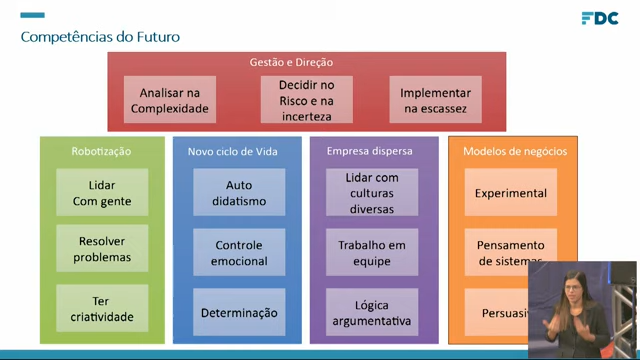 FDC
Competências do Futuro
Gestão e Direção
Analisar na
Complexidade
Decidir no
Risco e na
incerteza
Implementar
na escassez
Robotização
Lidar
Com gente
Resolver
problemas
Ter
criatividade
Novo ciclo de Vida
Auto
didatismo
Controle
emocional
Determinação
Empresa dispersa
Lidar com
culturas
diversas
Trabalho em
equipe
Lógica
argumentativa
Modelos de negócios
Experimental
Pensamento
de sistemas